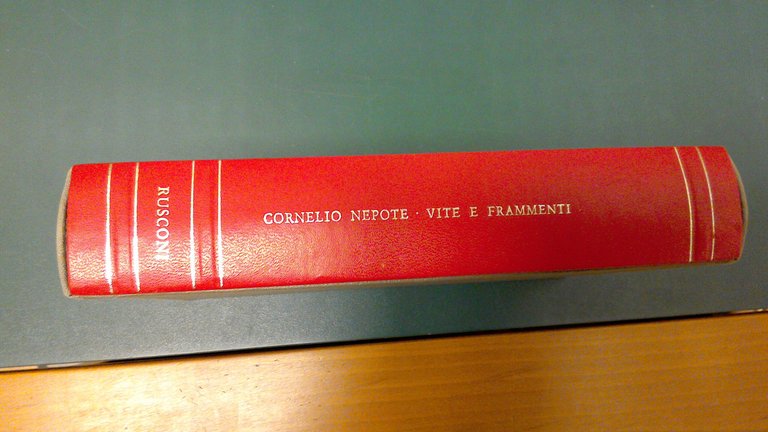 RUSCONI
CORNELIO NEPOTE · VITE E FRAMMENTI